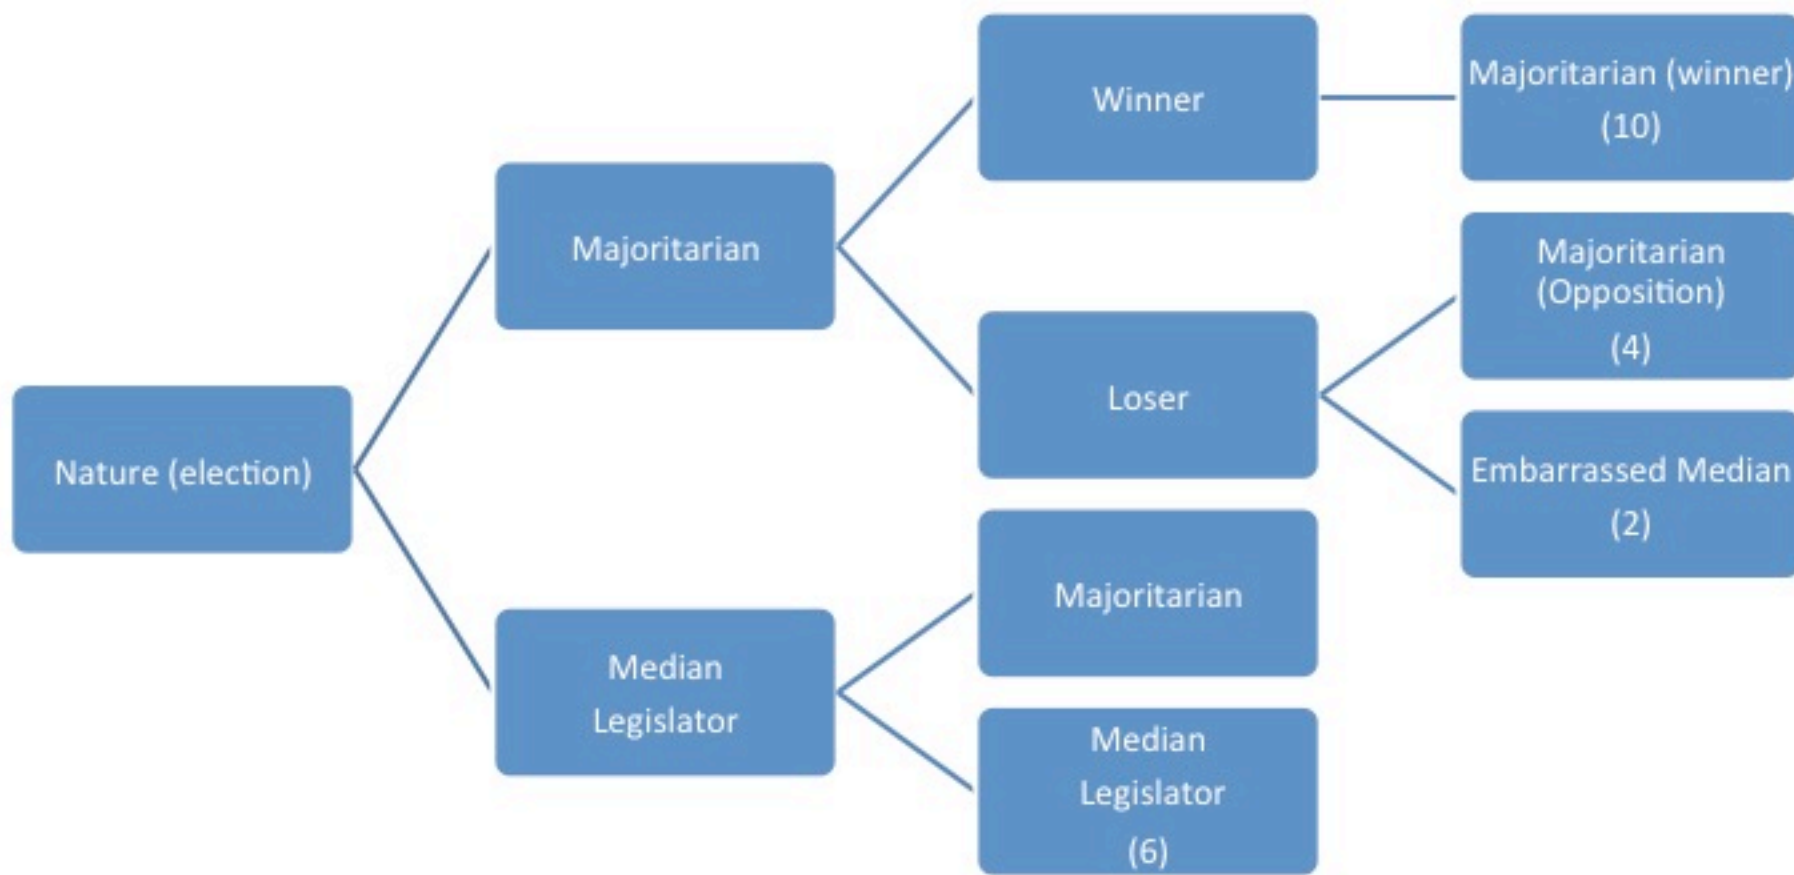 Nature (election)
Majoritarian
Median
Legislator
Winner
Loser
Majoritarian
Median
Legislator
(6)
Majoritarian (winner)
(10)
Majoritarian
(Opposition)
(4)
Embarrassed Median
(2)